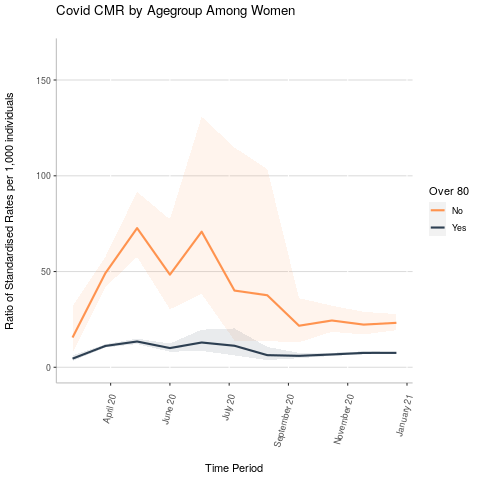 Covid CMR by Agegroup Among Women
Ratio of Standardised Rates per 1,000 individuals
150
100
50
0
April 20
June 20
July 20
September 20
November 20
January 21
Time Period
Over 80
No
Yes